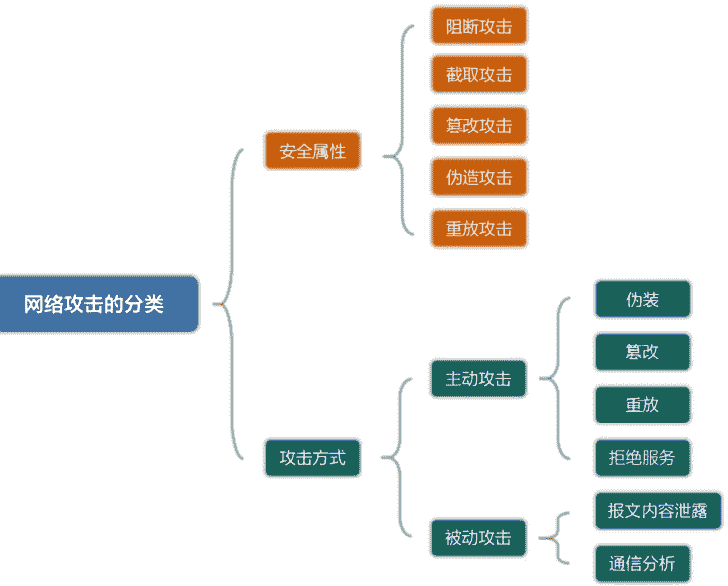 网络攻击的分类
安全属性
阻断攻击
截取攻击
篡改攻击
伪造攻击
重放攻击
攻击方式
主动攻击
伪装
篡改
重放
拒绝服务
被动攻击
报文内容泄露
通信分析